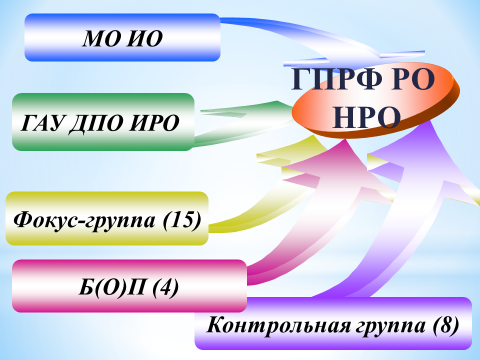 МО ИО
ГПРФ РО
НРО
ГАУ ДПО ИРО
Фокус-группа (15)
Б(О)П (4)
Контрольная группа (8)